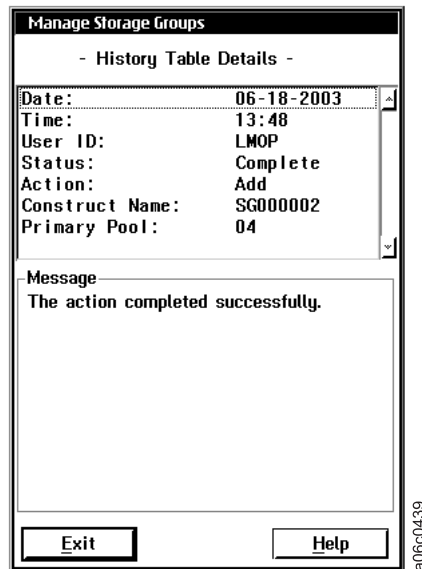 Manage Storage Groups
- History Table Details -
Date: 06-18-2003
Time: 13:48
User ID: LMOP
Status: Complete
Action: Add
Construct Name: SG000002
Primary Pool: 04
Message
The action completed successfully.
Exit Help
a06c0439